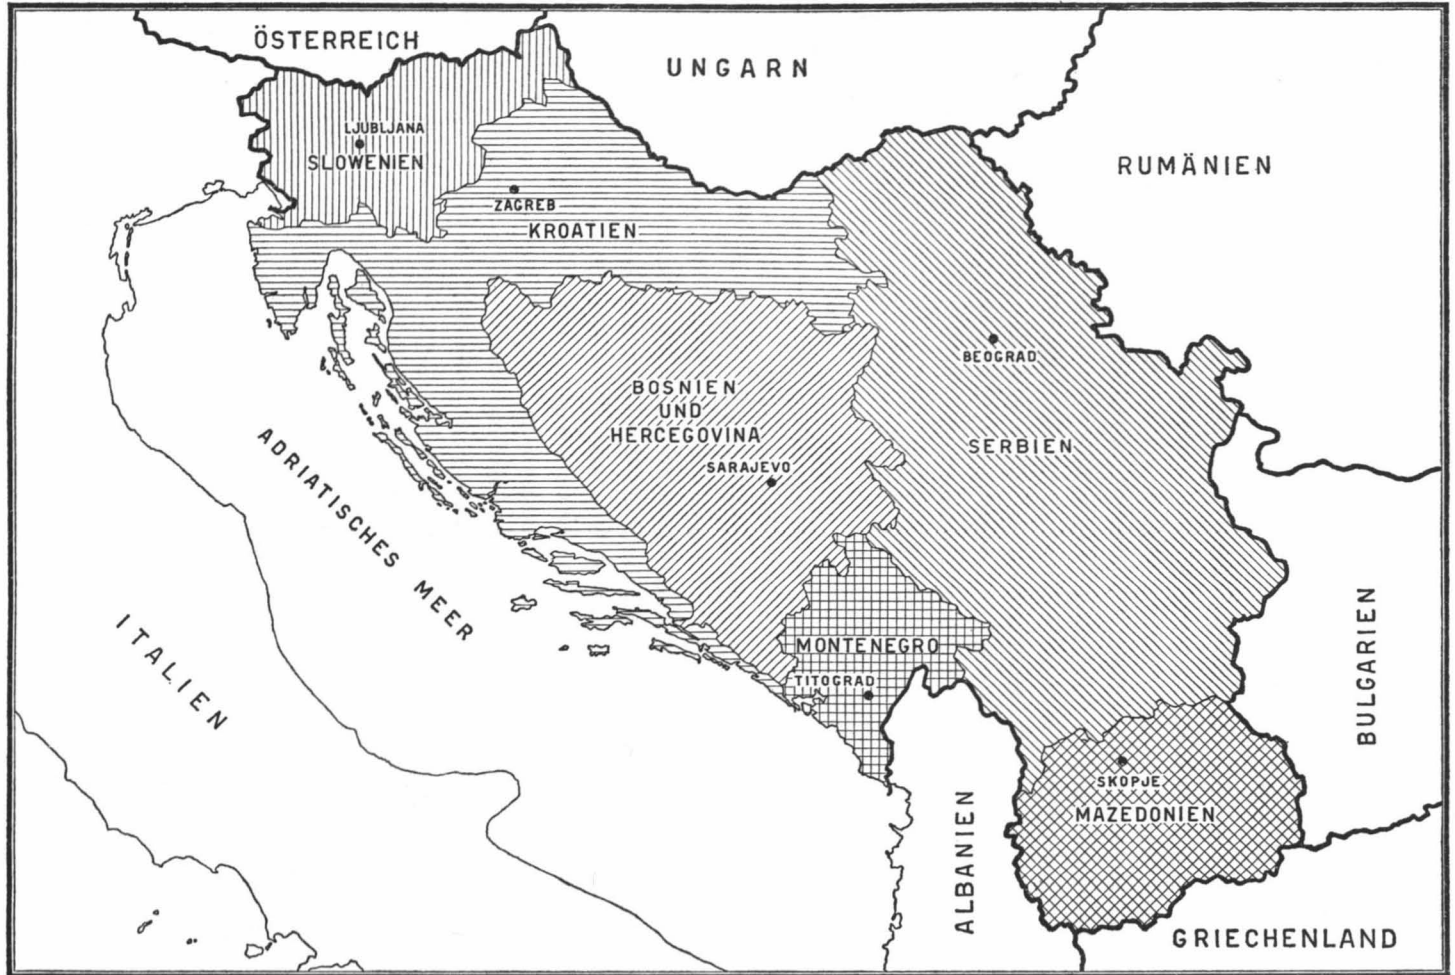 ÖSTERREICH
UNGARN
RUMÄNIEN
LJUBLJANA
SLOWENIEN
ZAGREB
KROATIEN
BEOGRAD
SERBIEN
BOSNIEN
UND
HERCEGOVINA
SARAJEVO
ADRIATISCHES MEER
ITALIEN
MONTENEGRO
TITOGRAD
BULGARIEN
SKOPJE
MAZEDONIEN
ALBANIEN
GRIECHENLAND